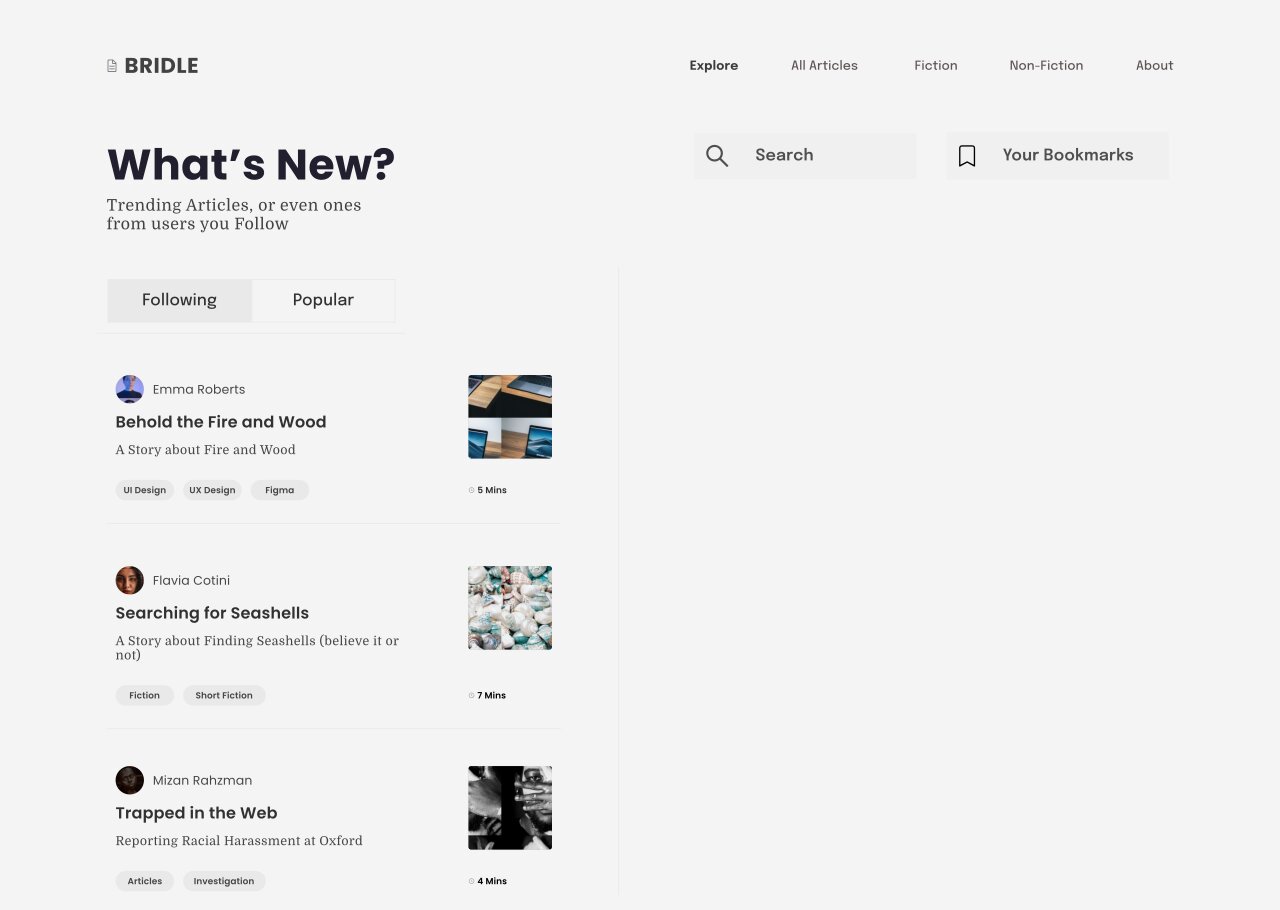 BRIDLE
Explore
All Articles
Fiction
Non-Fiction
About
What’s New?
Trending Articles, or even ones
from users you Follow
Search
Your Bookmarks
Following
Popular
Emma Roberts
Behold the Fire and Wood
A Story about Fire and Wood
UI Design
UX Design
Figma
5 Mins
Flavia Cotini
Searching for Seashells
A Story about Finding Seashells (believe it or
not)
Fiction
Short Fiction
7 Mins
Mizan Rahzman
Trapped in the Web
Reporting Racial Harassment at Oxford
Articles
Investigation
4 Mins